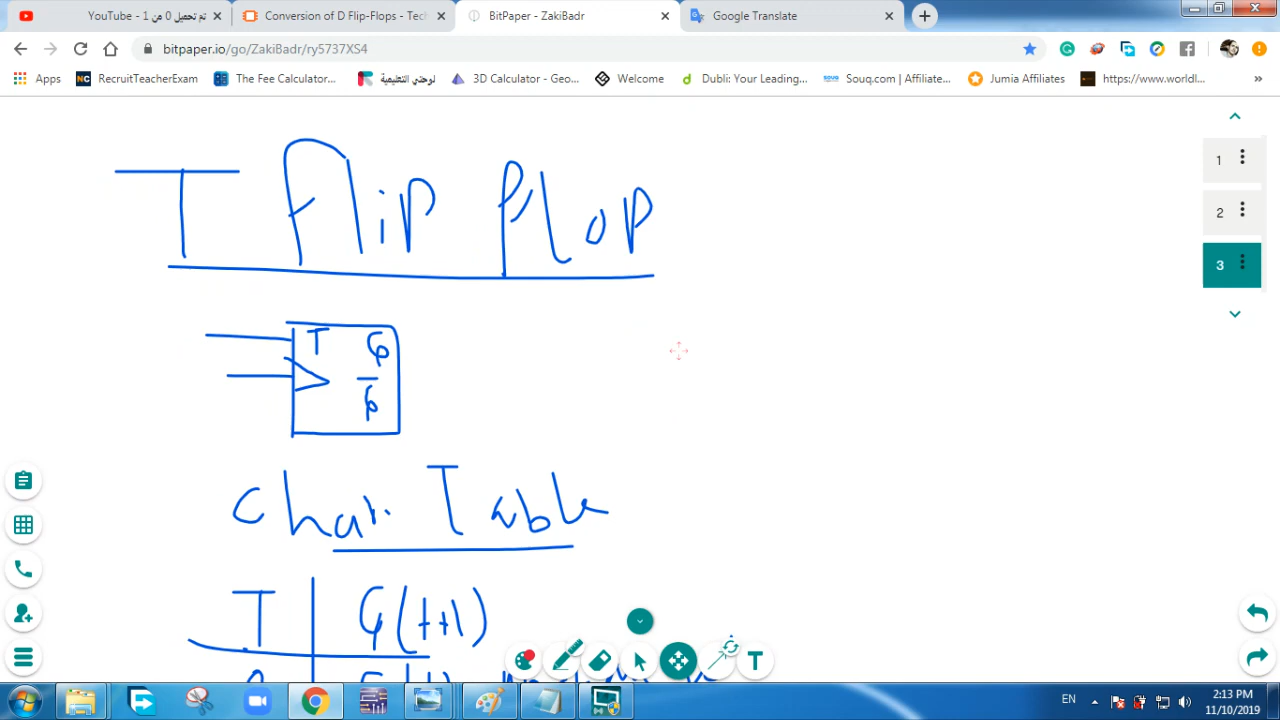 تم تحميل 0 من 1 - YouTube
Conversion of D Flip-Flops - Tech
BitPaper - ZakiBadr
Google Translate
bitpaper.io/go/ZakiBadr/ry5737XS4
Apps
RecruitTeacherExam
The Fee Calculator...
لوحتي التعليمية
3D Calculator - Geo...
Welcome
Dubli: Your Leading...
Souq.com | Affiliate...
Jumia Affiliates
https://www.worldl...
»
T Flip Flop
1
2
3
T Q
Q̅
Char. Table
T Q(t+1)
T
EN
2:13 PM
11/10/2019